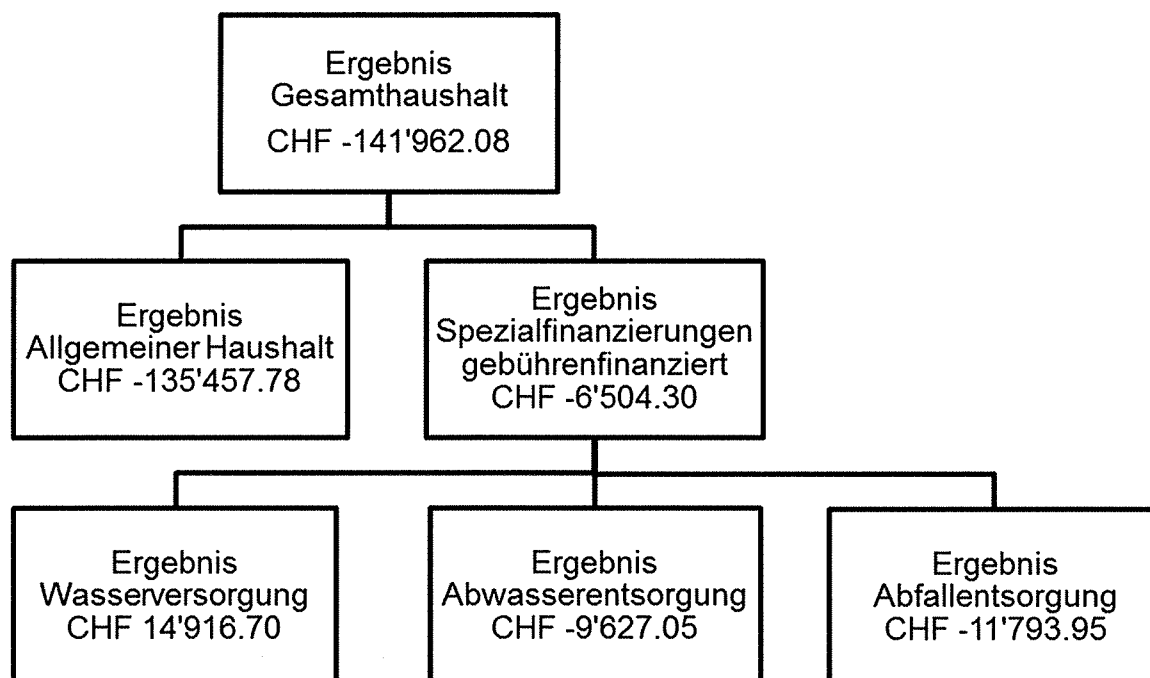 Ergebnis
Gesamthaushalt
CHF -141'962.08
Ergebnis
Allgemeiner Haushalt
CHF -135'457.78
Ergebnis
Spezialfinanzierungen
gebührenfinanziert
CHF -6'504.30
Ergebnis
Wasserversorgung
CHF 14'916.70
Ergebnis
Abwasserentsorgung
CHF -9'627.05
Ergebnis
Abfallentsorgung
CHF -11'793.95